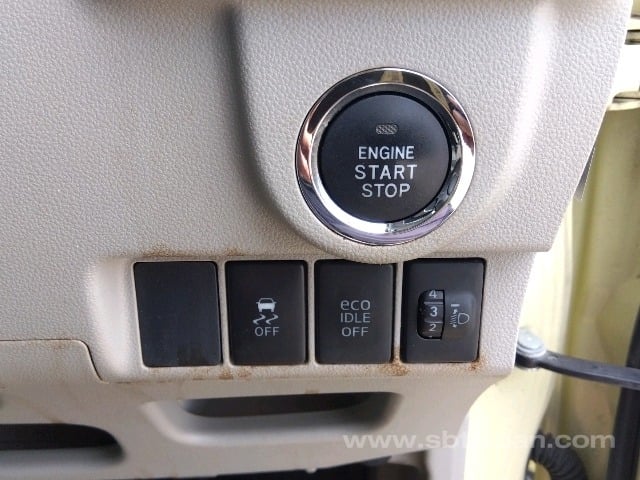 ENGINE
START
STOP
OFF
eco
IDLE
OFF
4
3
2